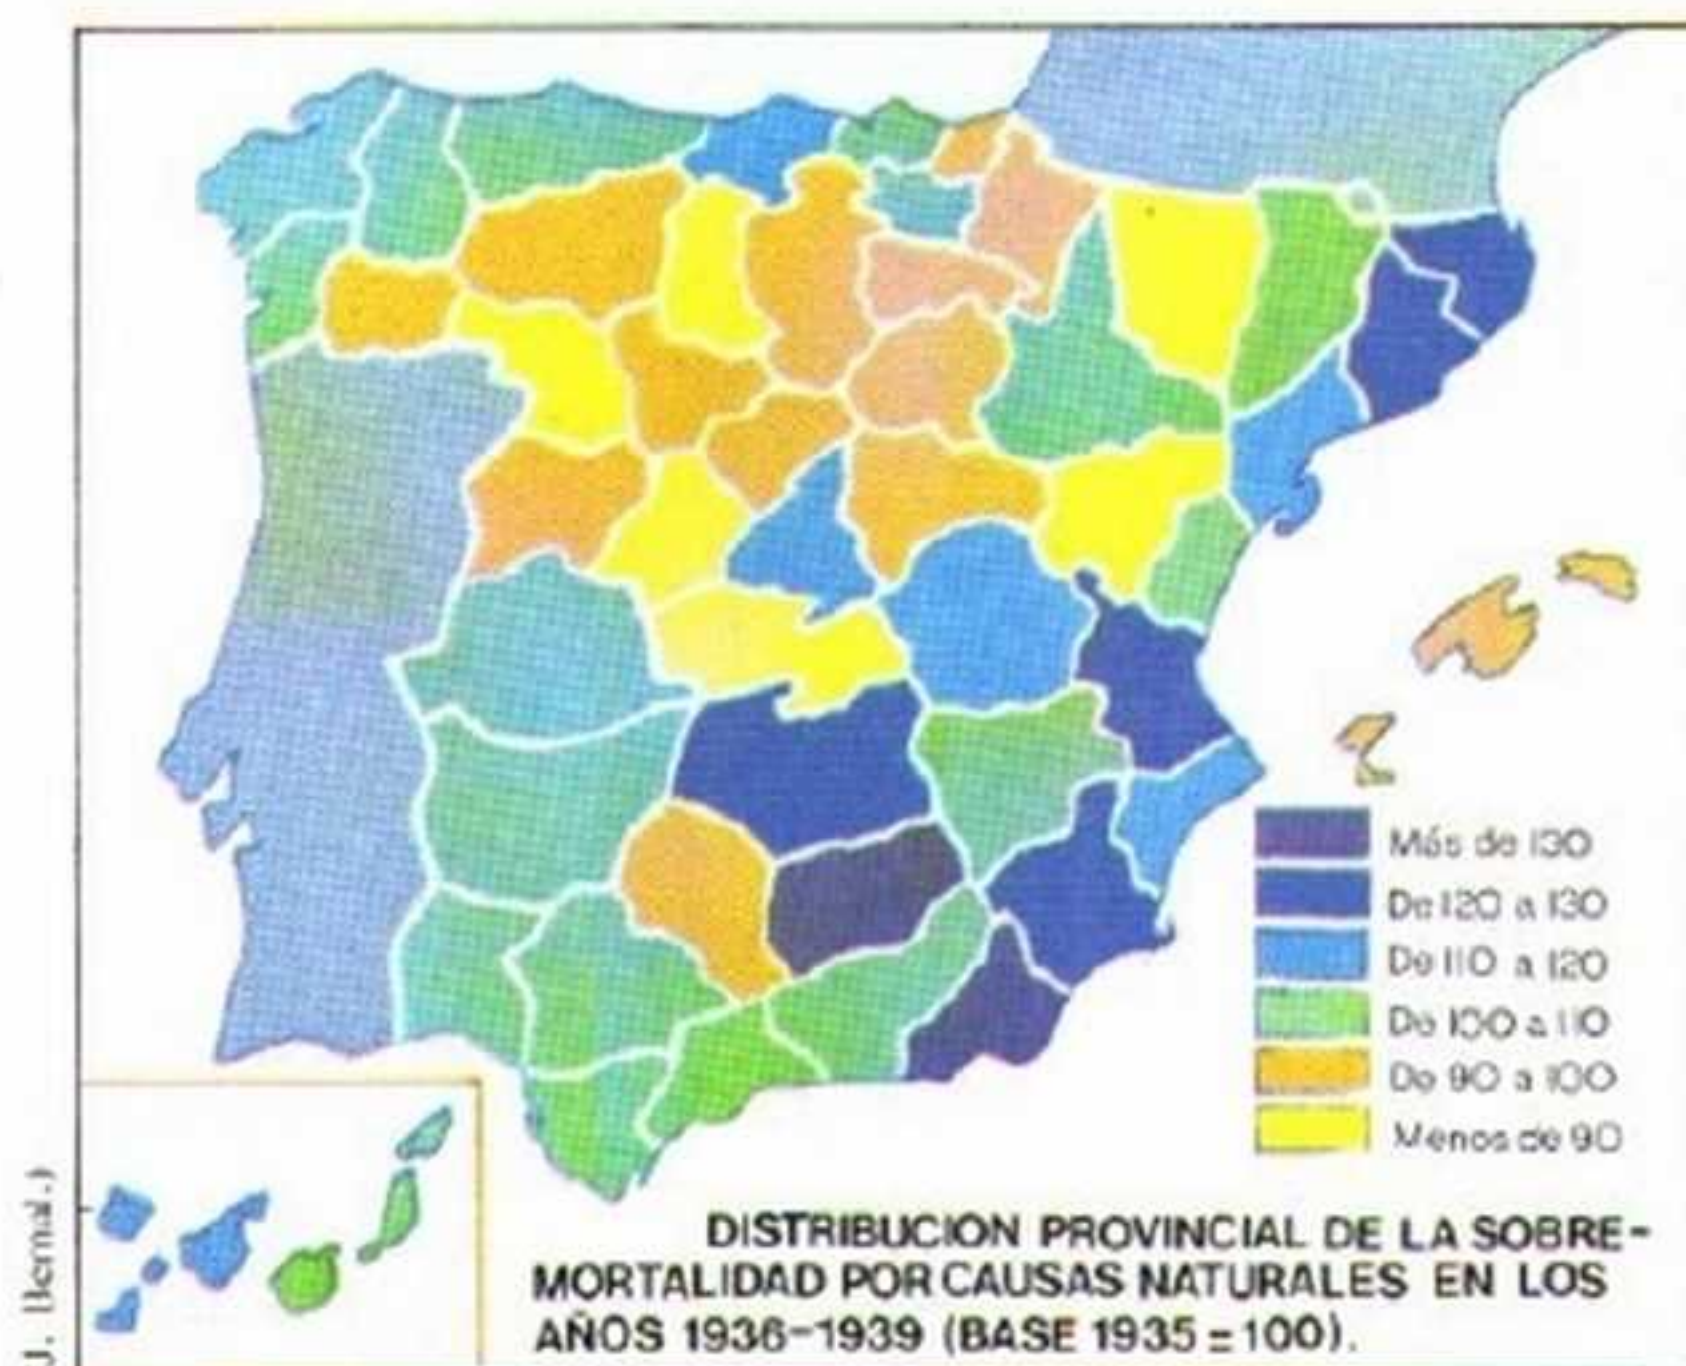 Más de 130
De 120 a 130
De 110 a 120
De 100 a 110
De 90 a 100
Menos de 90
DISTRIBUCION PROVINCIAL DE LA SOBRE-
MORTALIDAD POR CAUSAS NATURALES EN LOS
AÑOS 1936-1939 (BASE 1935=100).
J. Bernal.)